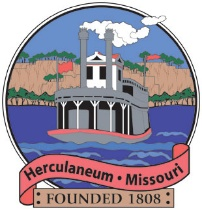 Herculaneum • Missouri
• FOUNDED 1808 •